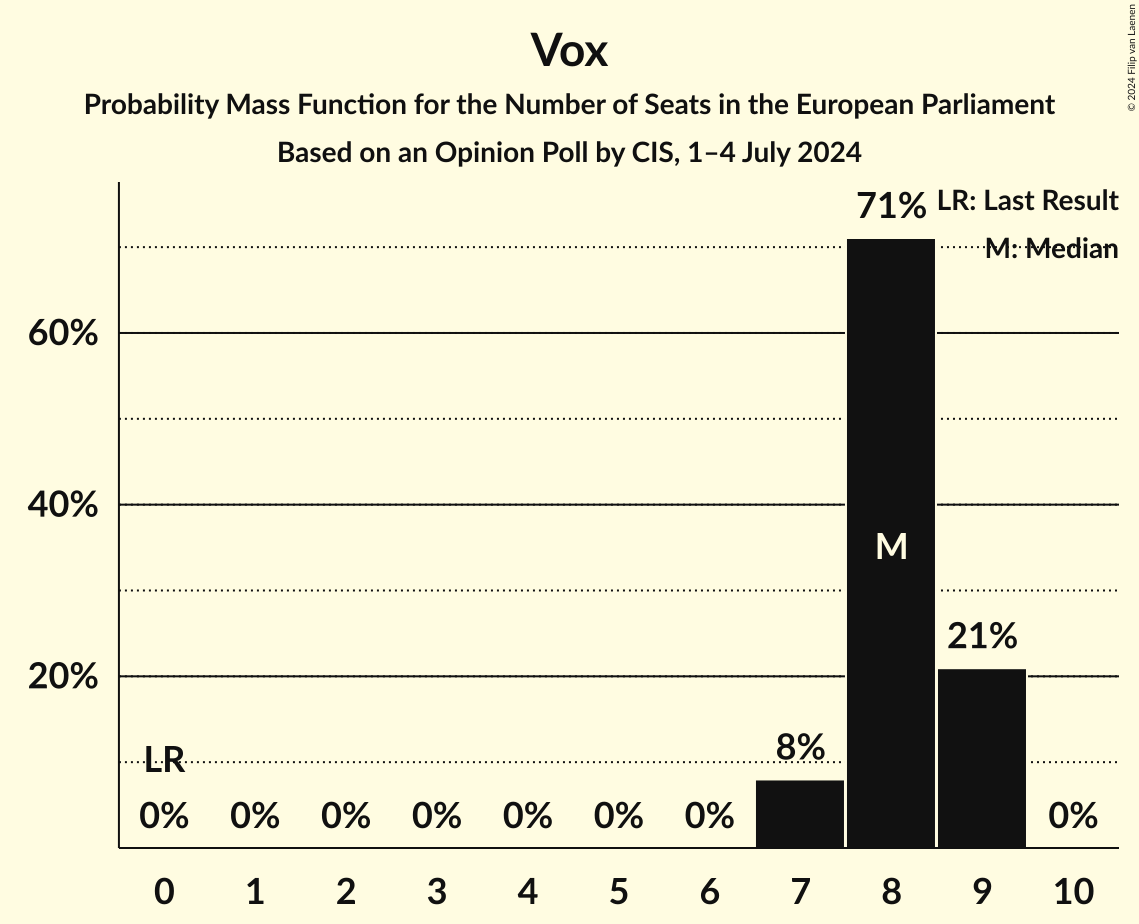 Vox
Probability Mass Function for the Number of Seats in the European Parliament
Based on an Opinion Poll by CIS, 1–4 July 2024
© 2024 Filip van Laenen
LR: Last Result
M: Median
71%
60%
40%
M
21%
20%
8%
LR
0% 0% 0% 0% 0% 0% 0% 0%
0 1 2 3 4 5 6 7 8 9 10